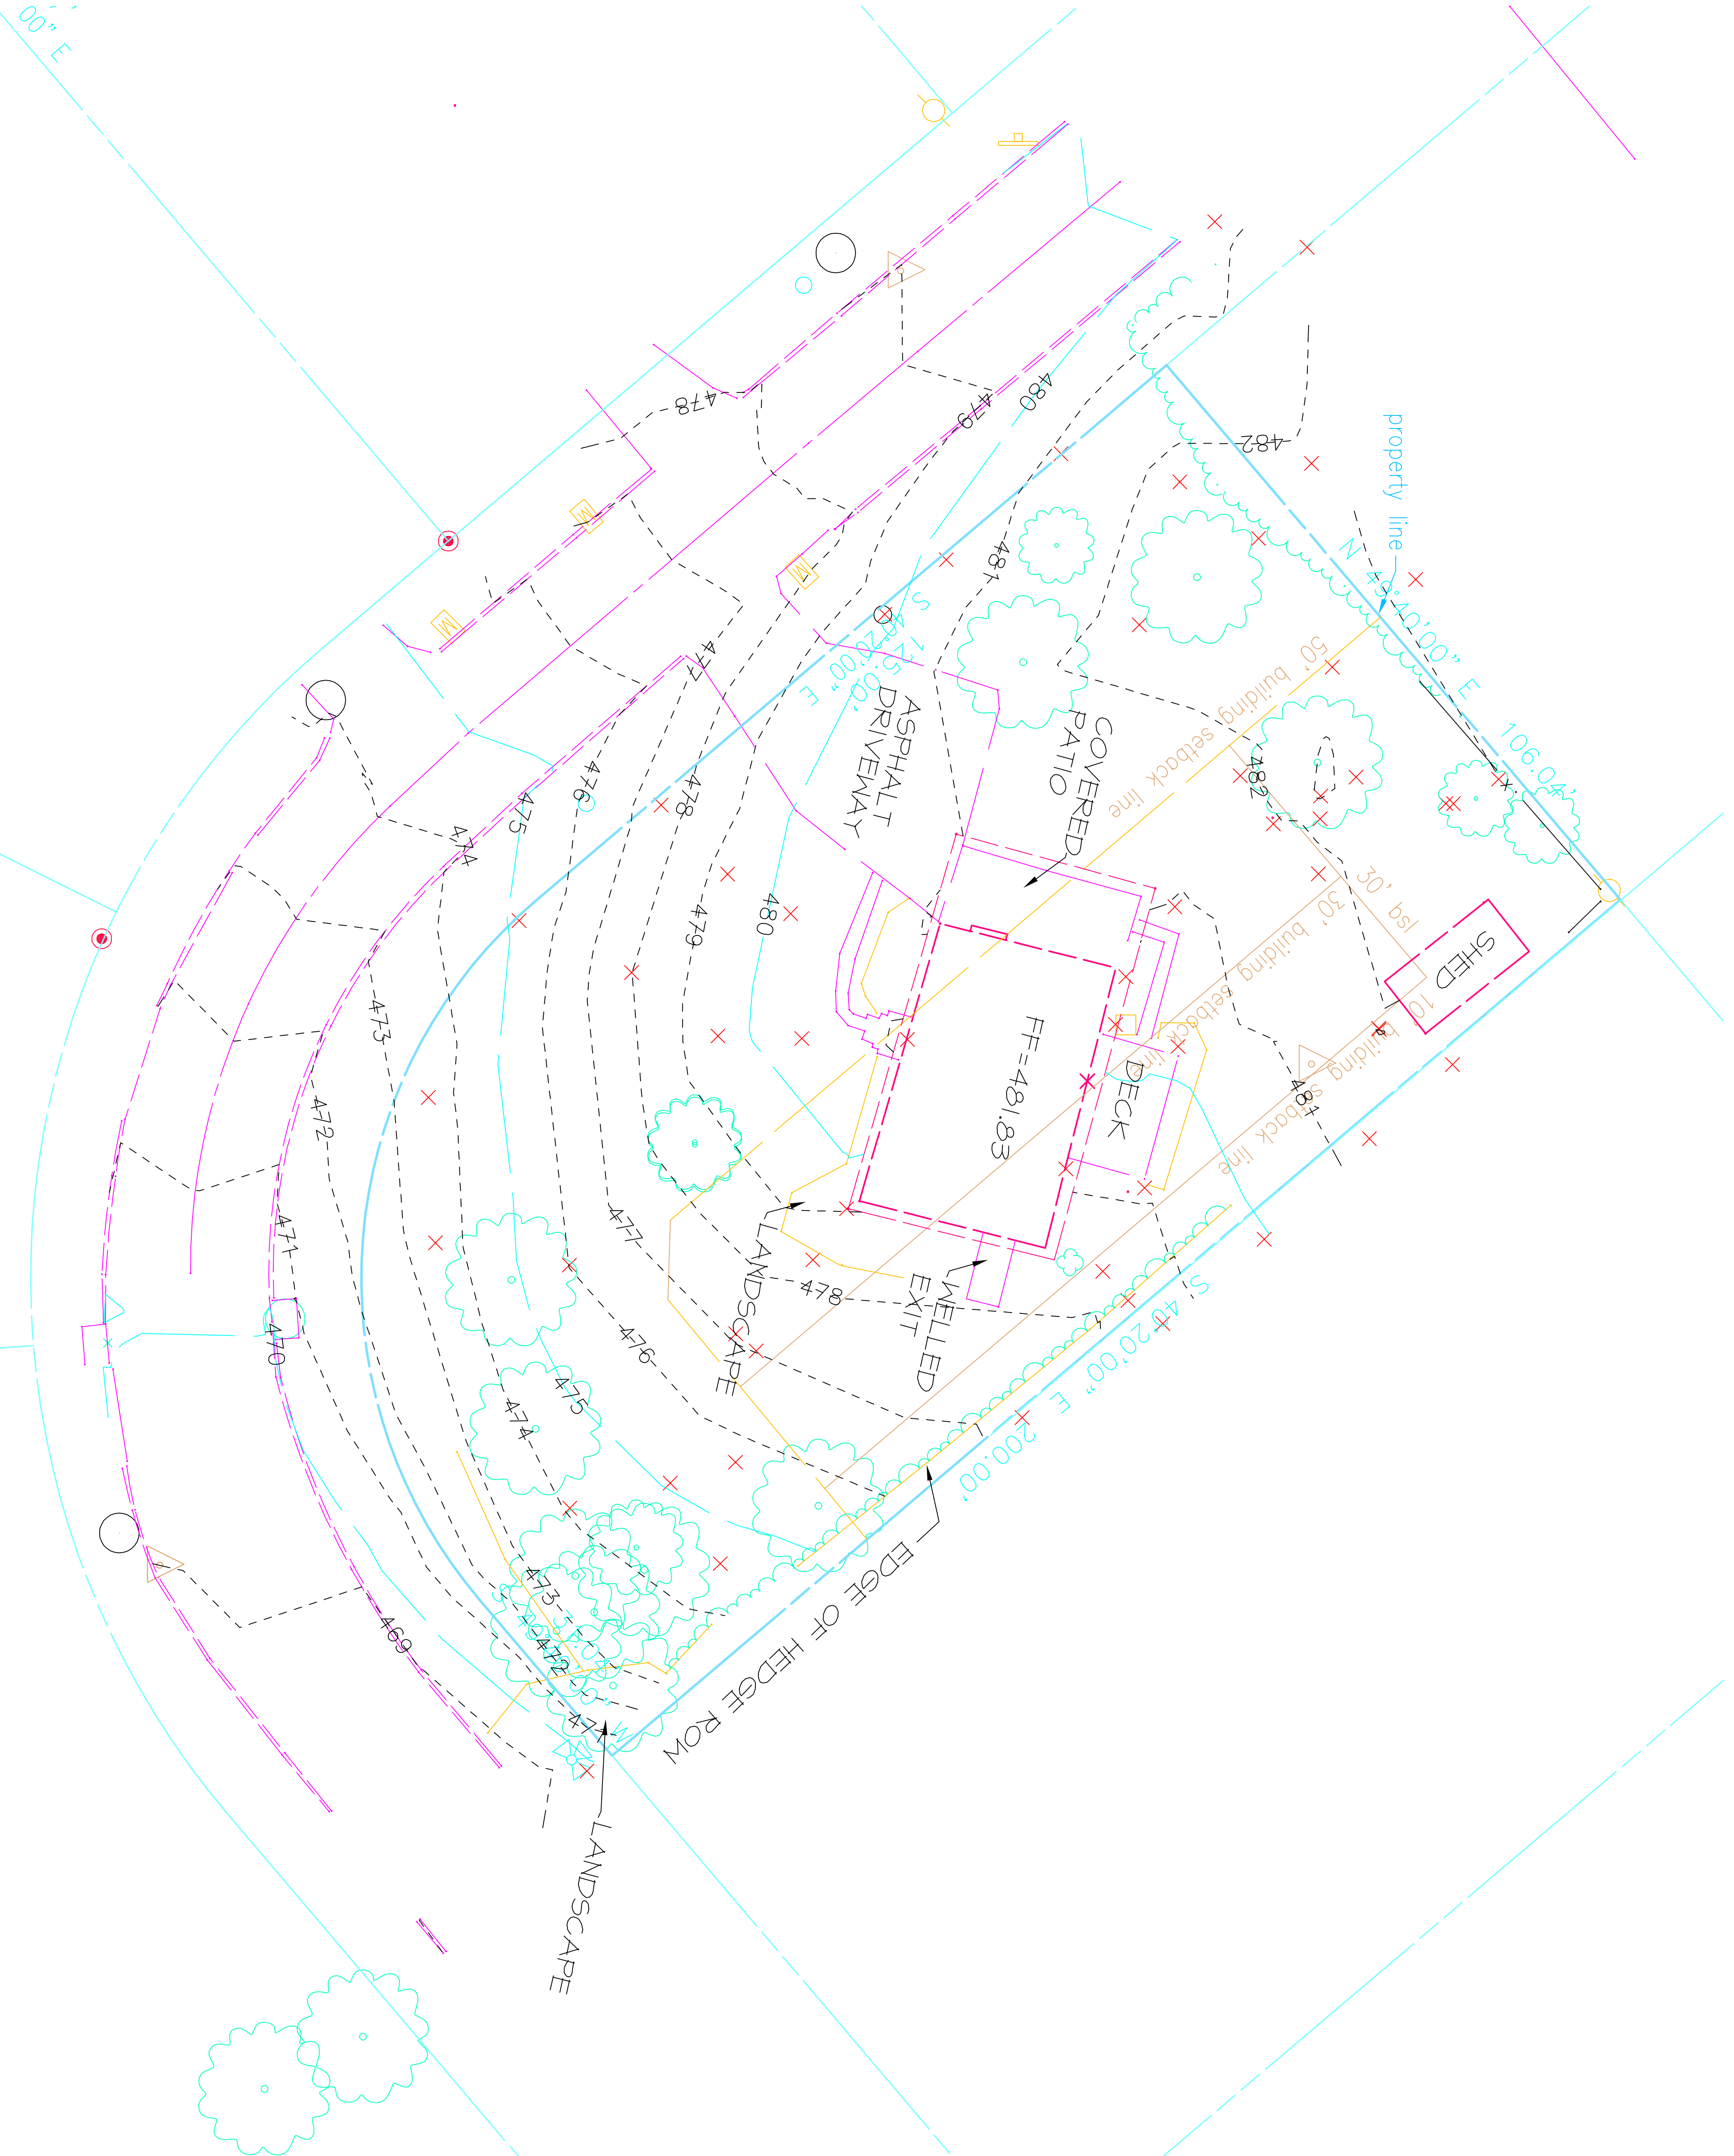 00" E
478
479
480
482
property line
N 49°40'00" E
106.04'
481
50' building setback line
S 40°20'00" E
125.00'
ASPHALT
DRIVEWAY
COVERED
PATIO
482
30' bsl
30' building setback line
SHED
10' building setback line
M
M
M
477
476
478
475
474
479
480
473
472
FF=481.83
DECK
481
471
470
477
478
479
LANDSCAPE
WELLED
EXIT
S 40°20'00" E
200.00'
475
474
473
472
471
469
EDGE OF HEDGE ROW
LANDSCAPE